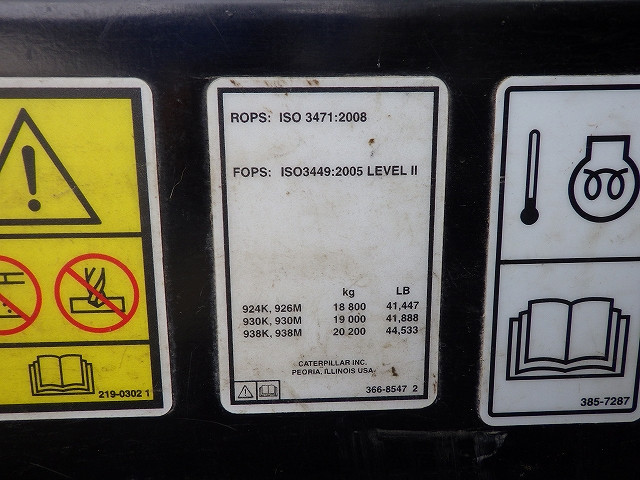 219-0302 1
ROPS: ISO 3471:2008
FOPS: ISO3449:2005 LEVEL II
kg LB
924K, 926M 18 800 41,447
930K, 930M 19 000 41,888
938K, 938M 20 200 44,533
CATERPILLAR INC.
PEORIA, ILLINOIS USA
366-8547 2
385-7287